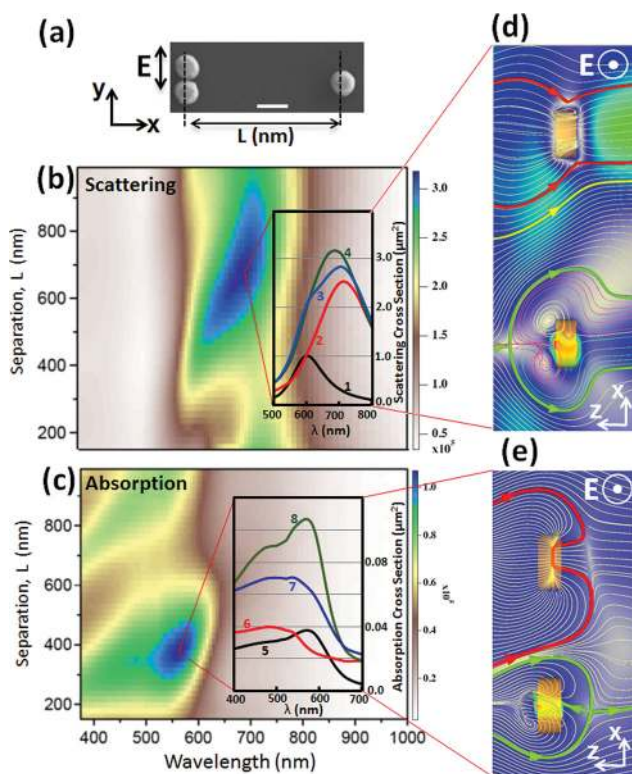 (a)
E
y
x
L (nm)
(b)
Scattering
Separation, L (nm)
800
600
400
200
3.0
2.5
2.0
1.5
1.0
0.5
x10⁵
4
3
2
1
3.0
2.0
1.0
0.0
Scattering Cross Section (μm²)
500 600 700 800
λ (nm)
(c)
Absorption
Separation, L (nm)
800
600
400
200
400 500 600 700 800 900 1000
Wavelength (nm)
1.0
0.8
0.6
0.4
0.2
8
7
6
5
0.08
0.04
0.0
Absorption Cross Section (μm²)
400 500 600 700
λ (nm)
(d)
E
x
z
(e)
E
x
z